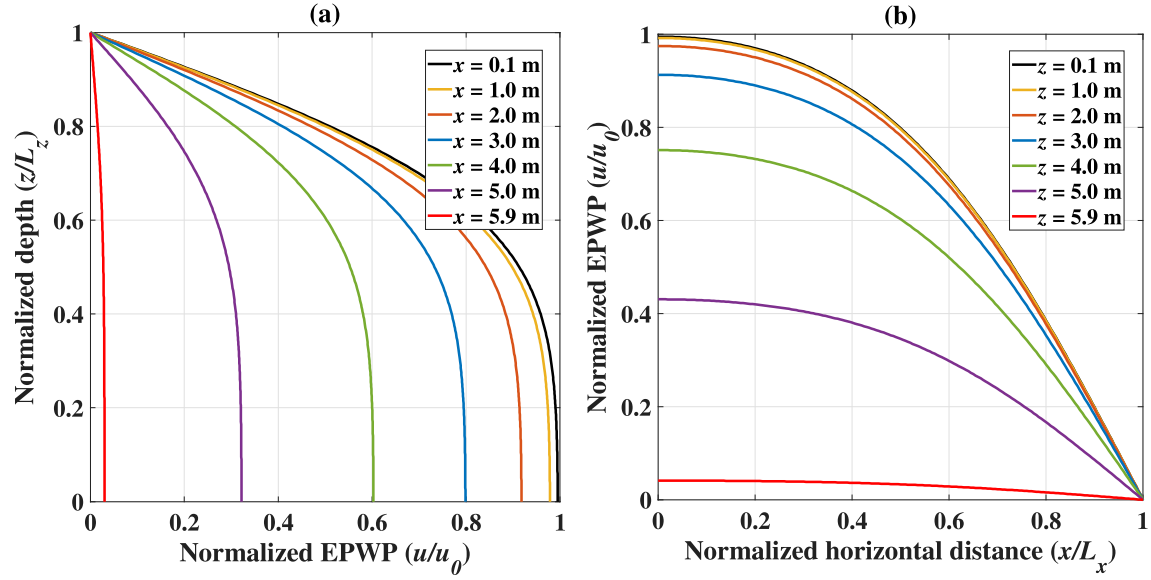 (a)
Normalized depth (z/L_z)
1
0.8
0.6
0.4
0.2
0
x = 0.1 m
x = 1.0 m
x = 2.0 m
x = 3.0 m
x = 4.0 m
x = 5.0 m
x = 5.9 m
0 0.2 0.4 0.6 0.8 1
Normalized EPWP (u/u_0)
(b)
Normalized EPWP (u/u_0)
1
0.8
0.6
0.4
0.2
0
z = 0.1 m
z = 1.0 m
z = 2.0 m
z = 3.0 m
z = 4.0 m
z = 5.0 m
z = 5.9 m
0 0.2 0.4 0.6 0.8 1
Normalized horizontal distance (x/L_x)